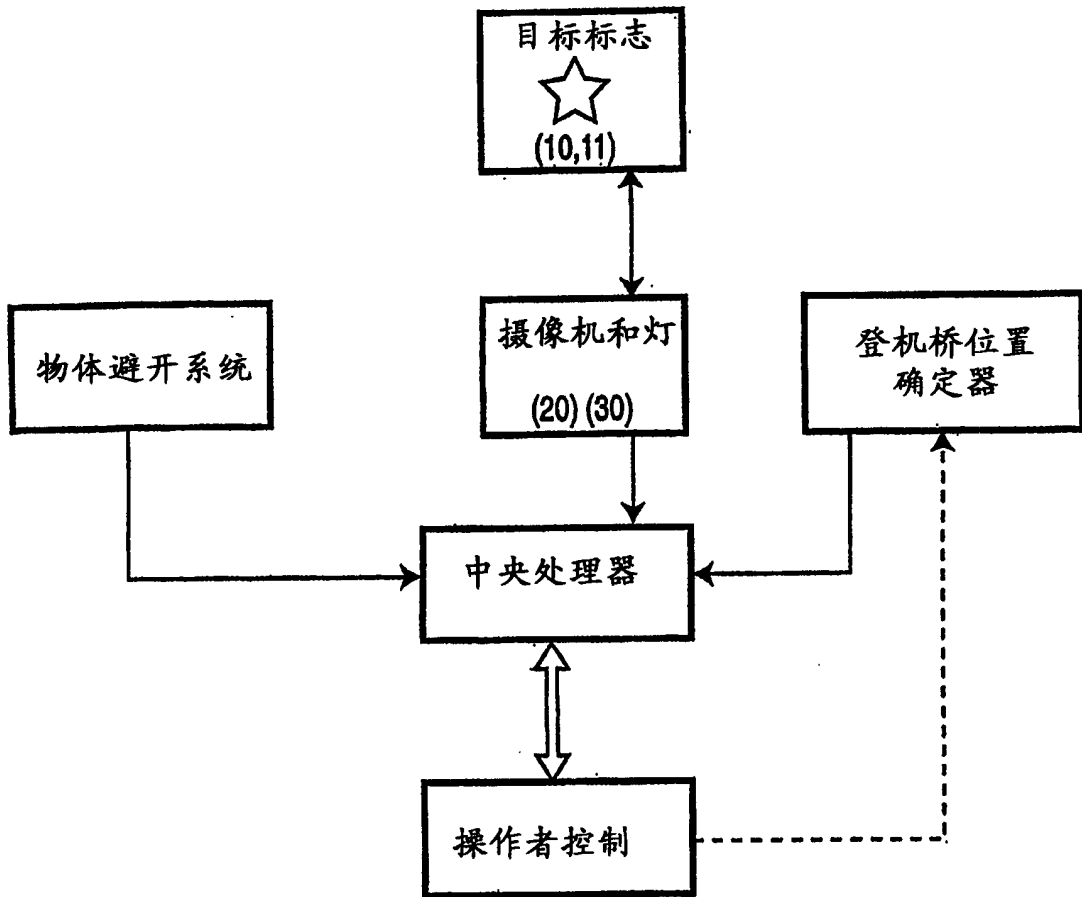 目标标志
(10,11)
物体避开系统
摄像机和灯
(20) (30)
登机桥位置
确定器
中央处理器
操作者控制